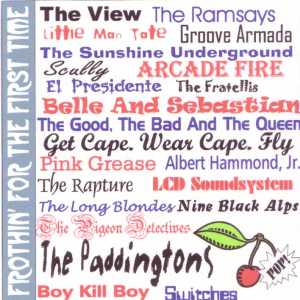 FROTHIN' FOR THE FIRST TIME
The View The Ramsays
Little Man Tate Groove Armada
The Sunshine Underground
Scully ARCADE FIRE
El Presidente The Fratellis
Belle And Sebastian
The Good, The Bad And The Queen
Get Cape. Wear Cape. Fly
Pink Grease Albert Hammond, Jr.
The Rapture LCD Soundsystem
The Long Blondes Nine Black Alps
The Pigeon Detectives
The Paddingtons
POP!
Boy Kill Boy Switches